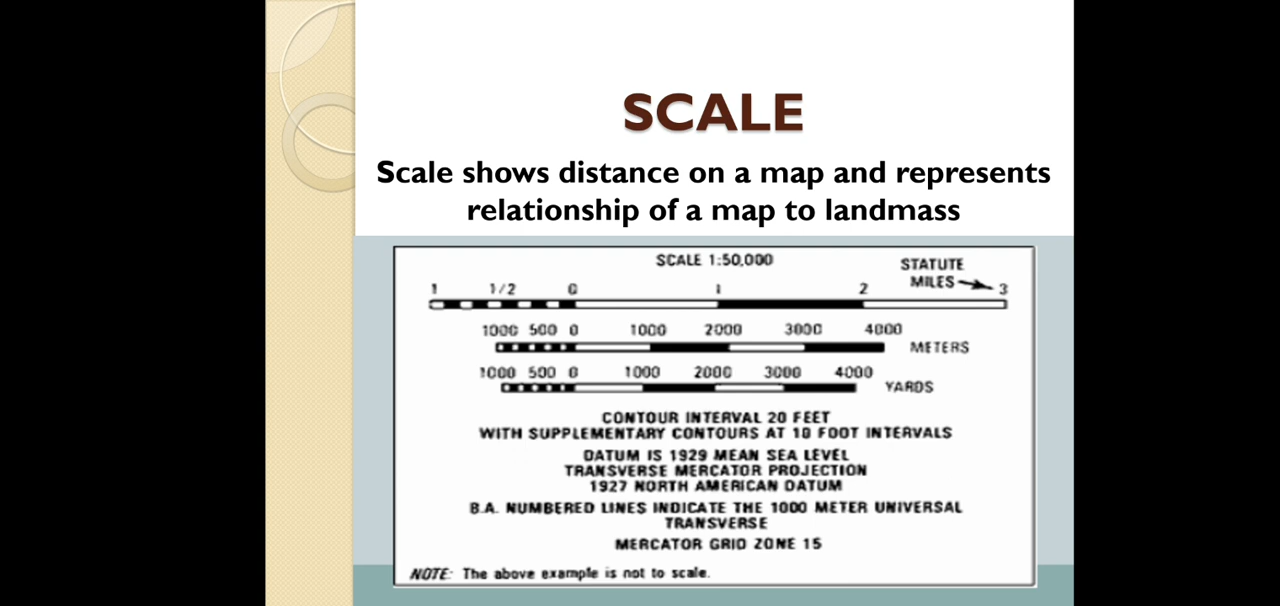 SCALE
Scale shows distance on a map and represents
relationship of a map to landmass
SCALE 1:50,000
STATUTE
MILES
1 1/2 0 1 2 3
1000 500 0 1000 2000 3000 4000
METERS
1000 500 0 1000 2000 3000 4000
YARDS
CONTOUR INTERVAL 20 FEET
WITH SUPPLEMENTARY CONTOURS AT 10 FOOT INTERVALS
DATUM IS 1929 MEAN SEA LEVEL
TRANSVERSE MERCATOR PROJECTION
1927 NORTH AMERICAN DATUM
B.A. NUMBERED LINES INDICATE THE 1000 METER UNIVERSAL
TRANSVERSE
MERCATOR GRID ZONE 15
NOTE: The above example is not to scale.